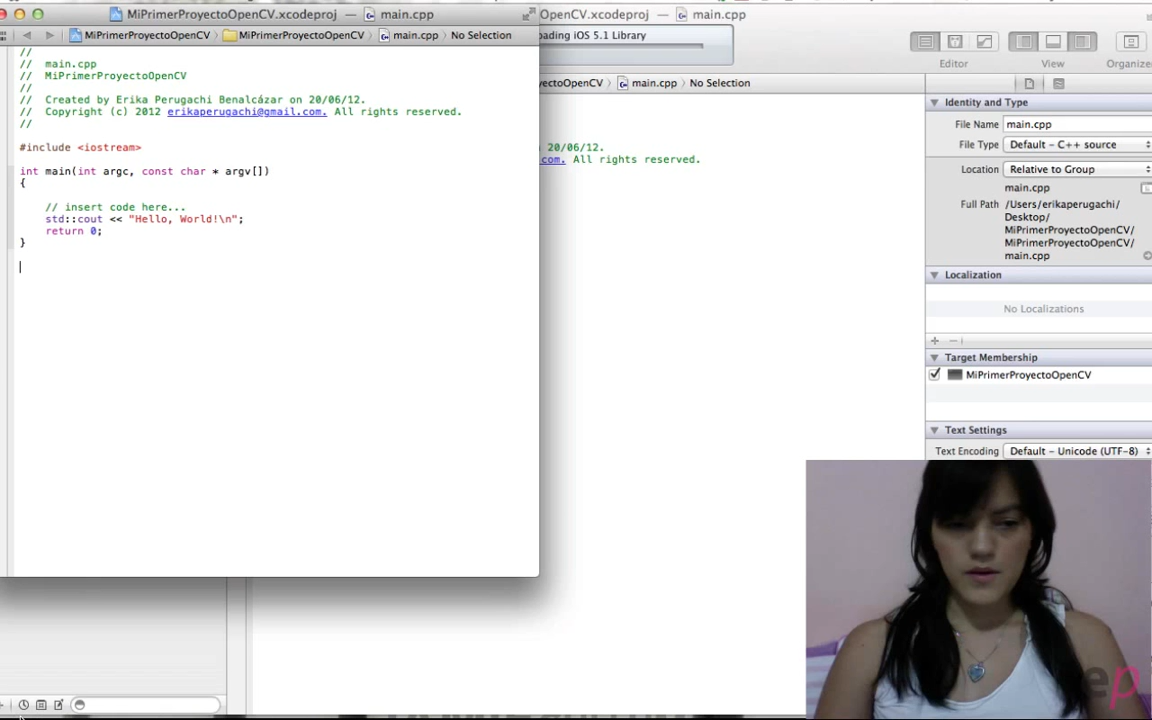 MiPrimerProyectoOpenCV.xcodeproj — main.cpp
OpenCV.xcodeproj — main.cpp
MiPrimerProyectoOpenCV MiPrimerProyectoOpenCV main.cpp No Selection
//
// main.cpp
// MiPrimerProyectoOpenCV
//
// Created by Erika Perugachi Benalcázar on 20/06/12.
// Copyright (c) 2012 erikaperugachi@gmail.com. All rights reserved.
//
#include <iostream>
int main(int argc, const char * argv[])
{
// insert code here...
std::cout << "Hello, World!\n";
return 0;
}
oading iOS 5.1 Library
Editor View Organize
yectoOpenCV main.cpp No Selection
20/06/12.
com. All rights reserved.
Identity and Type
File Name main.cpp
File Type Default - C++ source
Location Relative to Group
main.cpp
Full Path /Users/erikaperugachi/
Desktop/
MiPrimerProyectoOpenCV/
MiPrimerProyectoOpenCV/
main.cpp
Localization
No Localizations
Target Membership
MiPrimerProyectoOpenCV
Text Settings
Text Encoding Default - Unicode (UTF-8)
ep